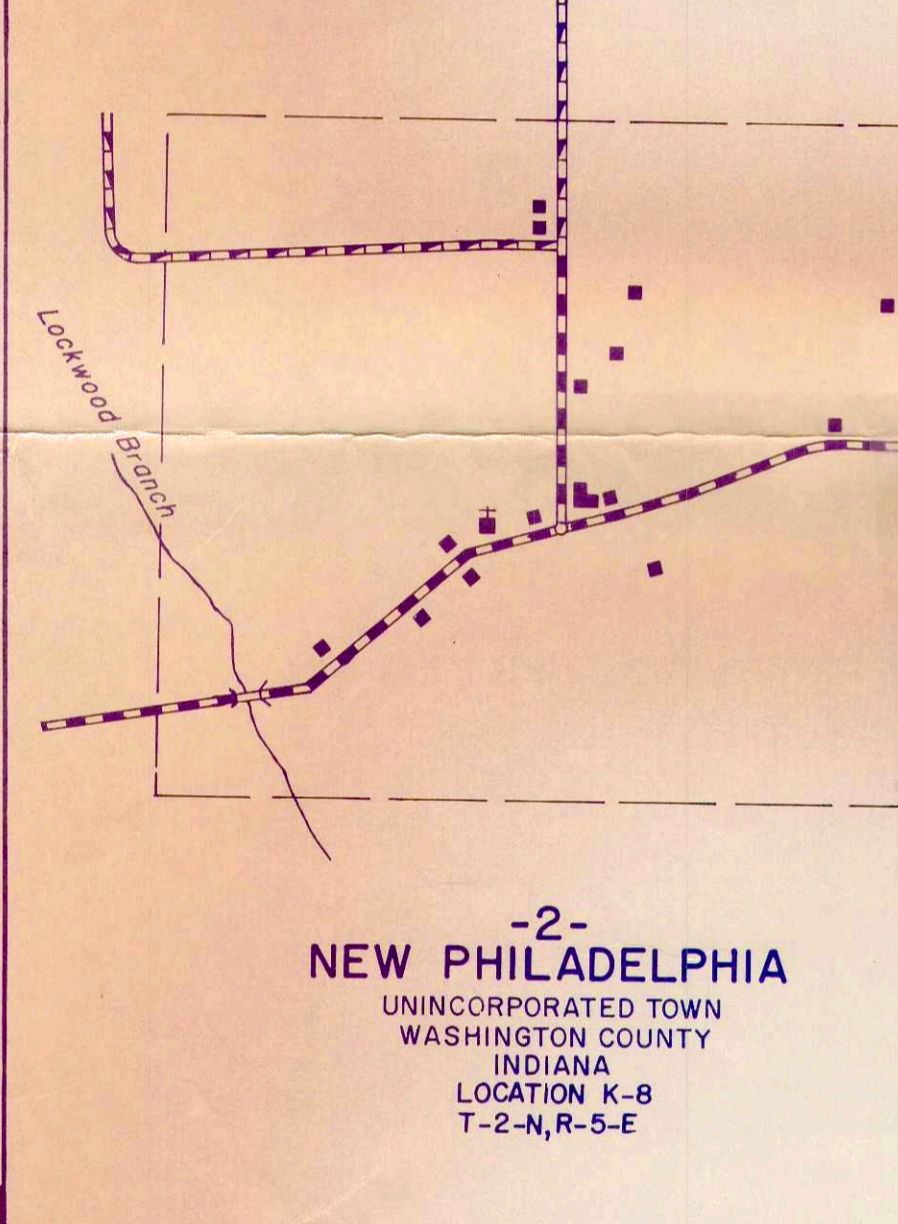 Lockwood Branch
-2-
NEW PHILADELPHIA
UNINCORPORATED TOWN
WASHINGTON COUNTY
INDIANA
LOCATION K-8
T-2-N, R-5-E